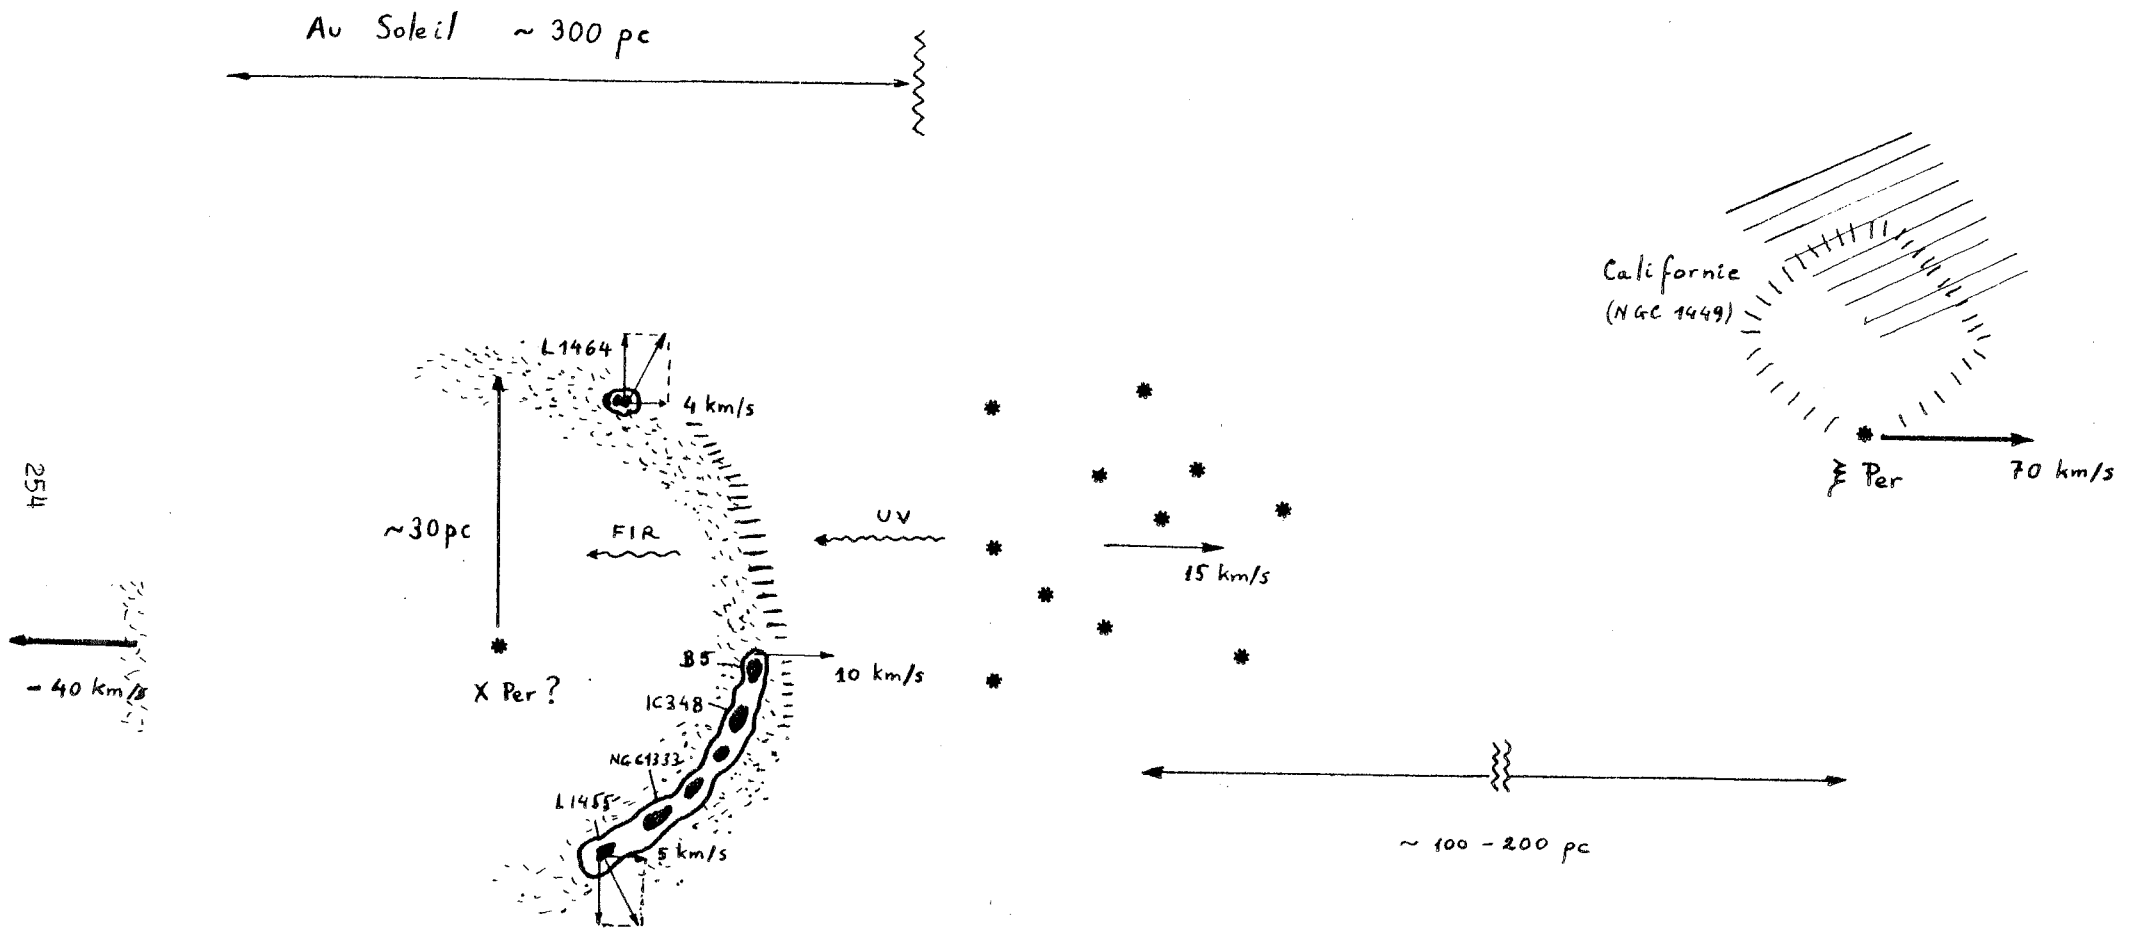 Au Soleil ~ 300 pc
Californie
(NGC 1449)
L1464
4 km/s
ξ Per
70 km/s
254
~30pc
FIR
UV
15 km/s
- 40 km/s
X Per ?
B5
10 km/s
IC348
NGC1333
L1455
5 km/s
~ 100 - 200 pc